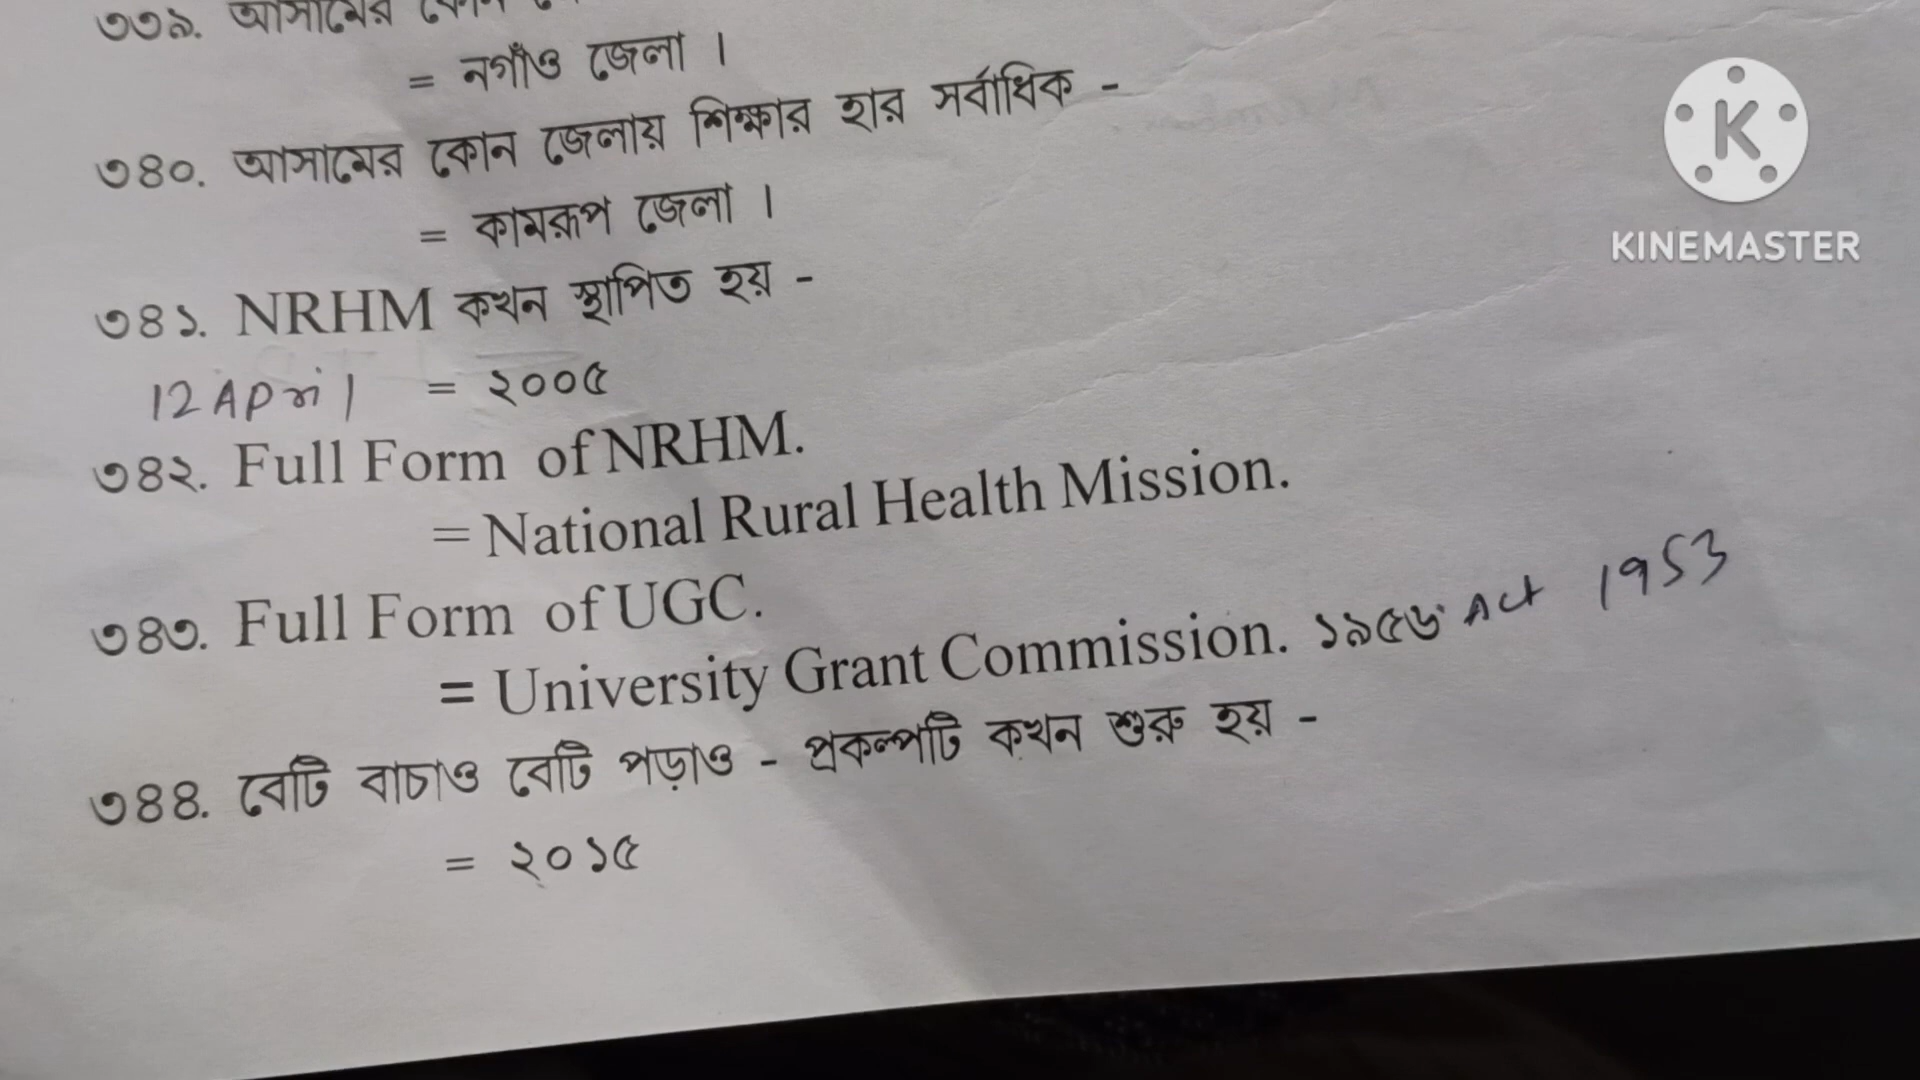 ৩৩৯. আসামের কোন
= নগাঁও জেলা ।
৩৪০. আসামের কোন জেলায় শিক্ষার হার সর্বাধিক -
= কামরূপ জেলা ।
৩৪১. NRHM কখন স্থাপিত হয় -
12 April = ২০০৫
৩৪২. Full Form of NRHM.
= National Rural Health Mission.
৩৪৩. Full Form of UGC.
= University Grant Commission. ১৯৫৬ Act 1953
৩৪৪. বেটি বাচাও বেটি পড়াও - প্রকল্পটি কখন শুরু হয় -
= ২০১৫
K
KINEMASTER